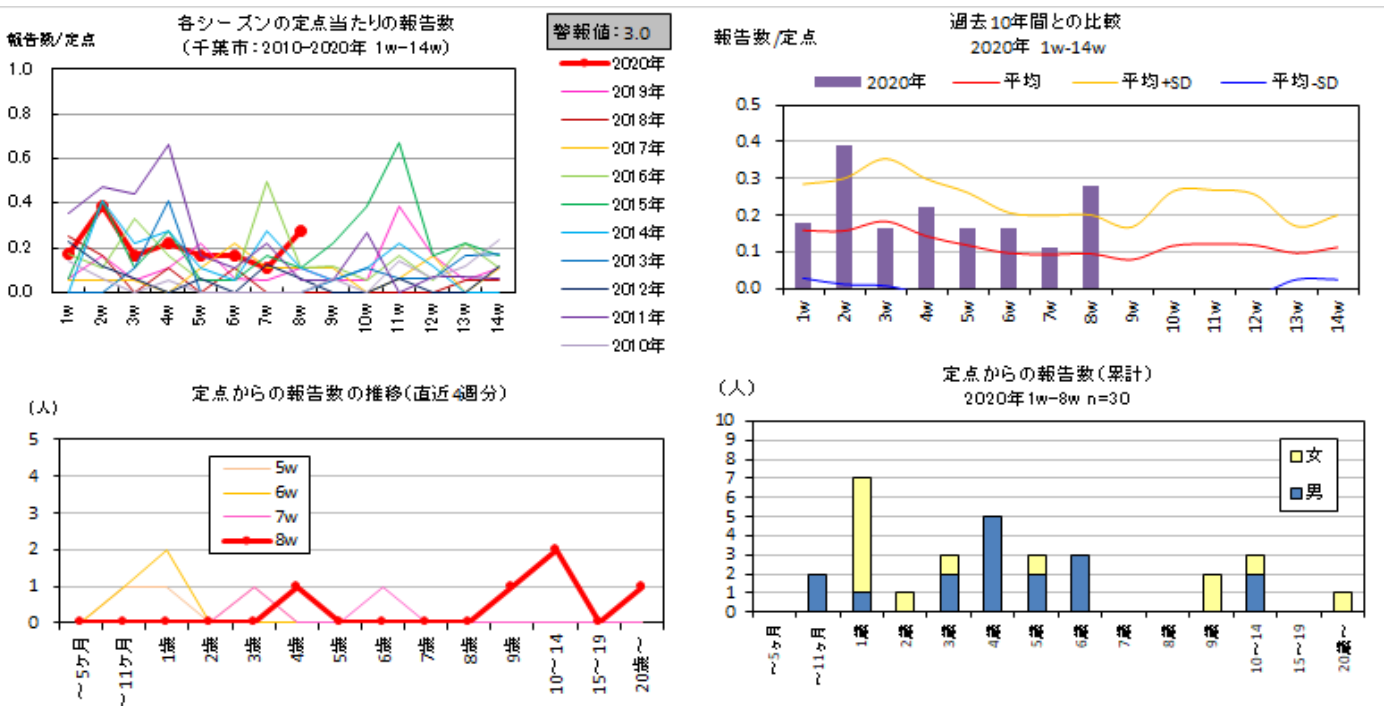 各シーズンの定点当たりの報告数
(千葉市：2010-2020年 1w-14w)
報告数/定点
警報値：3.0
1.0
0.8
0.6
0.4
0.2
0.0
1w 2w 3w 4w 5w 6w 7w 8w 9w 10w 11w 12w 13w 14w
2020年
2019年
2018年
2017年
2016年
2015年
2014年
2013年
2012年
2011年
2010年
過去10年間との比較
2020年 1w-14w
報告数/定点
2020年 平均 平均+SD 平均-SD
0.5
0.4
0.3
0.2
0.1
0.0
1w 2w 3w 4w 5w 6w 7w 8w 9w 10w 11w 12w 13w 14w
定点からの報告数の推移(直近4週分)
(人)
5
4
3
2
1
0
5w
6w
7w
8w
～5ヶ月 ～11ヶ月 1歳 2歳 3歳 4歳 5歳 6歳 7歳 8歳 9歳 10～14 15～19 20歳～
定点からの報告数(累計)
2020年1w-8w n=30
(人)
10
9
8
7
6
5
4
3
2
1
0
女
男
～5ヶ月 ～11ヶ月 1歳 2歳 3歳 4歳 5歳 6歳 7歳 8歳 9歳 10～14 15～19 20歳～